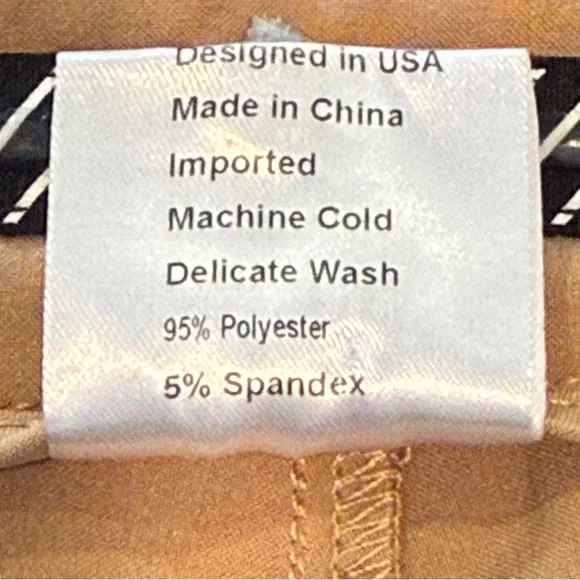 Designed in USA
Made in China
Imported
Machine Cold
Delicate Wash
95% Polyester
5% Spandex